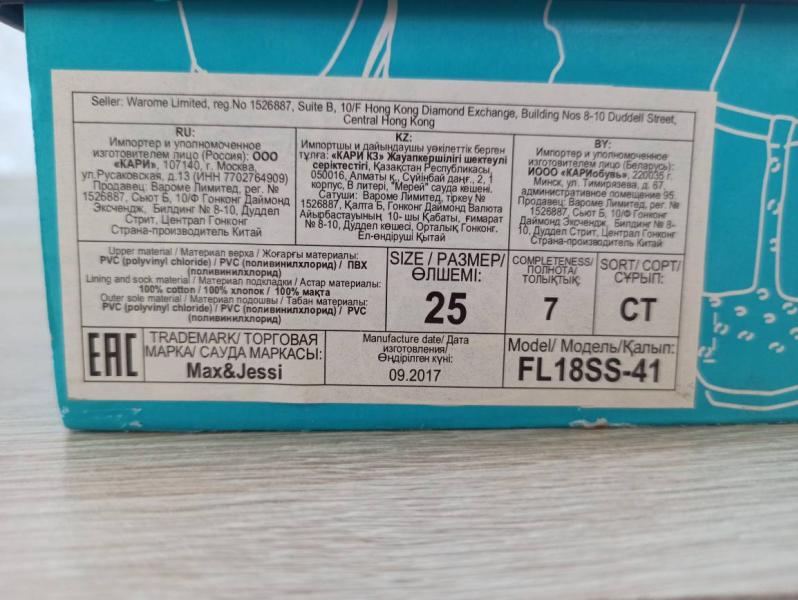 Seller: Warome Limited, reg.No 1526887, Suite B, 10/F Hong Kong Diamond Exchange, Building Nos 8-10 Duddell Street,
Central Hong Kong
RU:
Импортер и уполномоченное
изготовителем лицо (Россия): ООО
«КАРИ», 107140, г. Москва,
ул.Русаковская, д.13 (ИНН 7702764909)
Продавец: Вароме Лимитед, рег. №
1526887, Сьют Б, 10/Ф Гонконг Даймонд
Эксчендж, Билдинг № 8-10, Дуддел
Стрит, Централ Гонконг
Страна-производитель Китай
KZ:
Импортшы и дайындаушы уәкілеттік берген
тұлға: «КАРИ КЗ» Жауапкершілігі шектеулі
серіктестігі, Қазақстан Республикасы,
050016, Алматы қ., Сүйінбай даңғ., 2, 1
корпус, В литері, "Мерей" сауда кешені.
Сатуши: Вароме Лимитед, тіркеу №
1526887, Қалта Б, Гонконг Даймонд Валюта
Айырбастауының 10- шы Қабаты, ғимарат
№ 8-10, Дуддел көшесі, Орталық Гонконг.
Ел-өндіруші Қытай
BY:
Импортер и уполномоченное
изготовителем лицо (Беларусь):
ИООО «КАРИобувь», 220035 г.
Минск, ул. Тимирязева, д. 67,
административное помещение 95.
Продавец: Вароме Лимитед, рег. №
1526887, Сьют Б, 10/Ф Гонконг
Даймонд Эксчендж, Билдинг № 8-
10, Дуддел Стрит, Централ Гонконг
Страна-производитель Китай
Upper material / Материал верха / Жоғарғы материалы:
PVC (polyvinyl chloride) / PVC (поливинилхлорид) / ПВХ
(поливинилхлорид)
Lining and sock material / Материал подкладки / Астар материалы:
100% cotton / 100% хлопок / 100% мақта
Outer sole material / Материал подошвы / Табан материалы:
PVC (polyvinyl chloride) / PVC (поливинилхлорид) / PVC
(поливинилхлорид)
SIZE / РАЗМЕР/
ӨЛШЕМІ:
25
COMPLETENESS/
ПОЛНОТА/
ТОЛЫҚТЫҚ:
7
SORT/ СОРТ/
СҰРЫП:
СТ
EAC
TRADEMARK/ ТОРГОВАЯ
МАРКА/ САУДА МАРКАСЫ:
Max&Jessi
Manufacture date/ Дата
изготовления/
Өндірілген күні:
09.2017
Model/ Модель/Қалып:
FL18SS-41